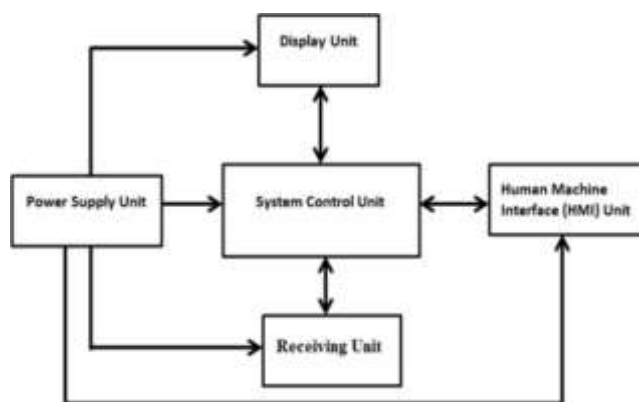 Display Unit
Power Supply Unit
System Control Unit
Human Machine
Interface (HMI) Unit
Receiving Unit